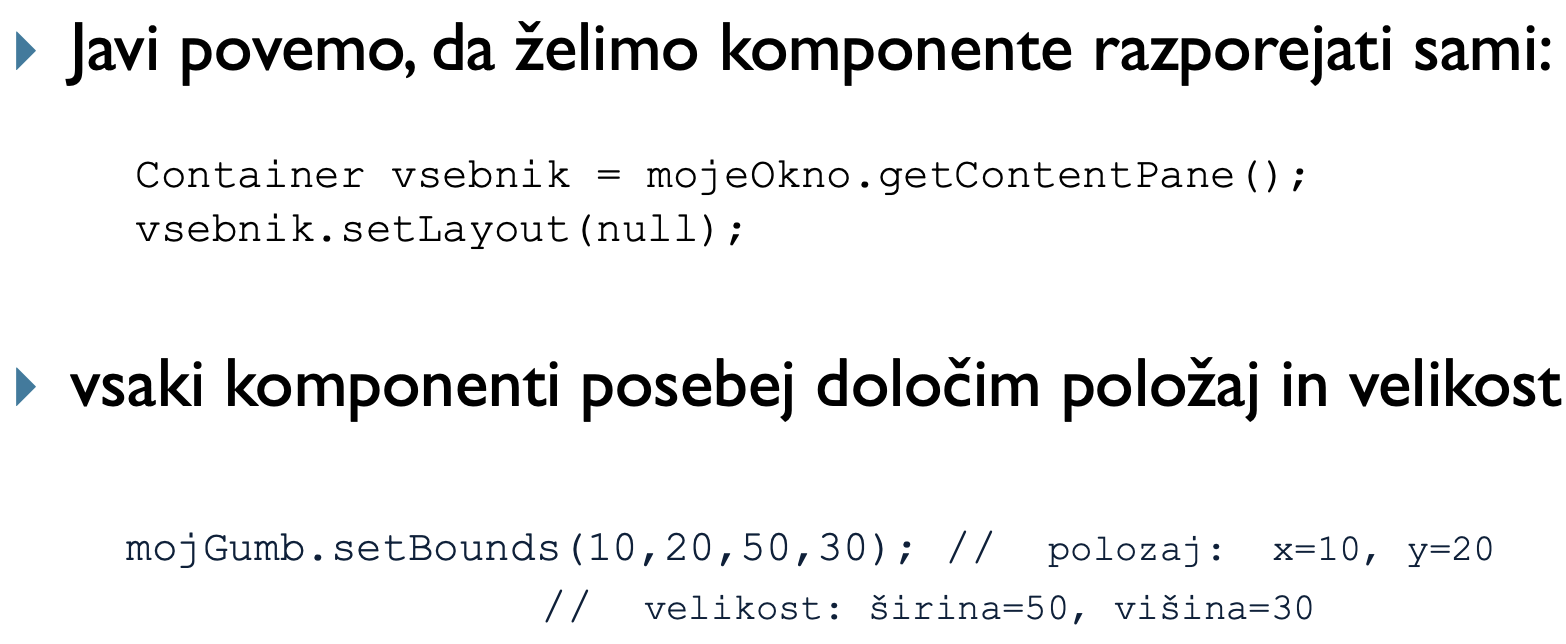 Javi povemo, da želimo komponente razporejati sami:
Container vsebnik = mojeOkno.getContentPane();
vsebnik.setLayout(null);
vsaki komponenti posebej določim položaj in velikost
mojGumb.setBounds(10,20,50,30); // polozaj: x=10, y=20
// velikost: širina=50, višina=30